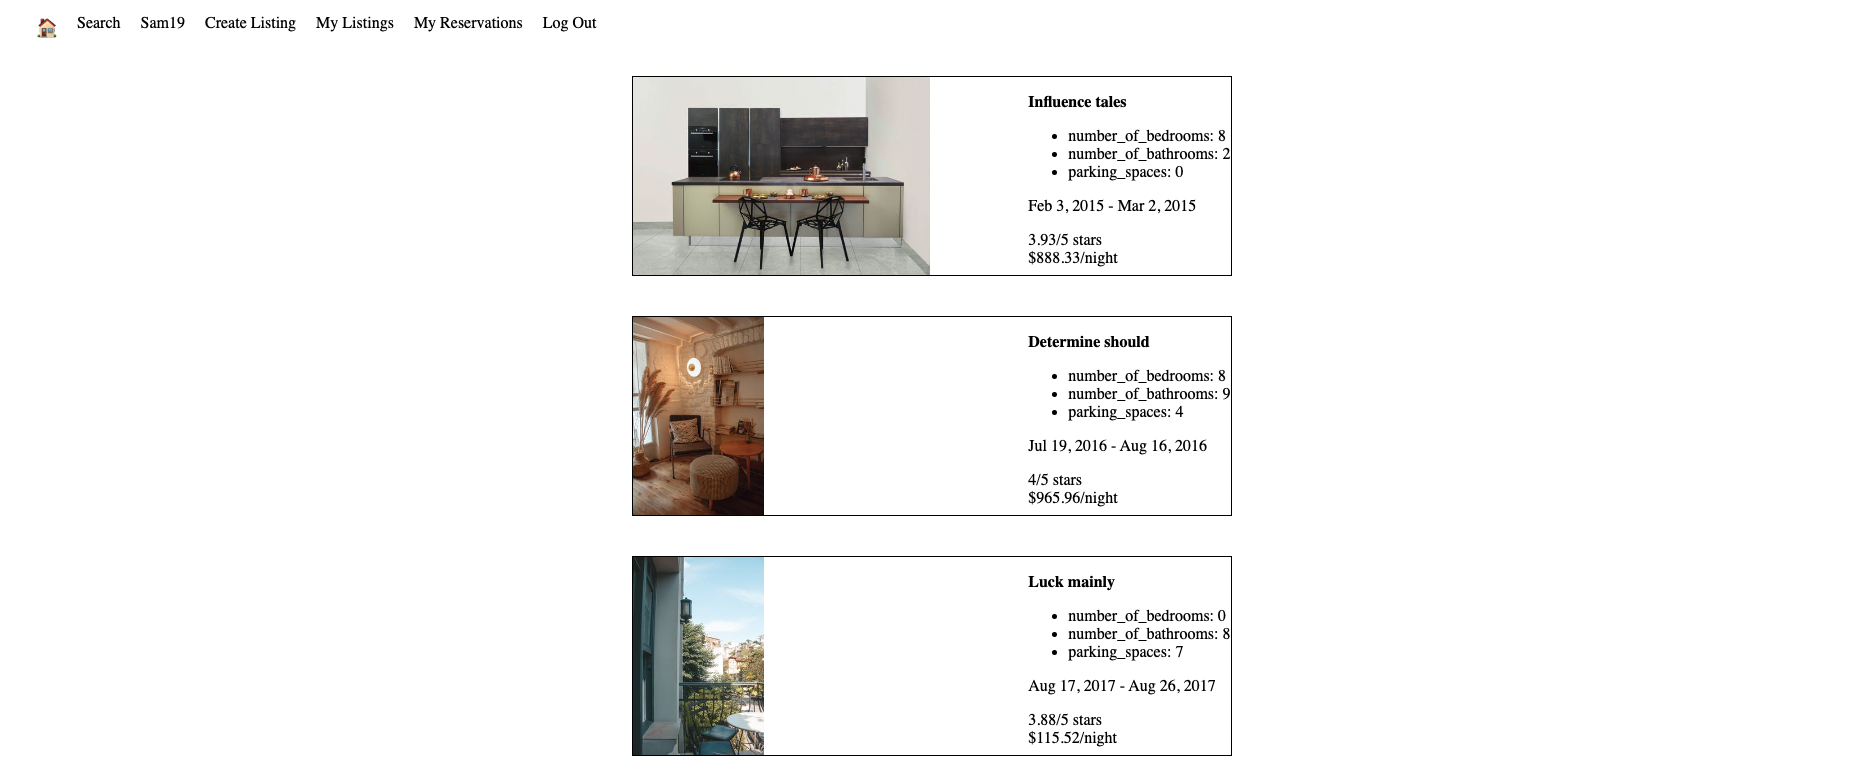 Search Sam19 Create Listing My Listings My Reservations Log Out
Influence tales
number_of_bedrooms: 8
number_of_bathrooms: 2
parking_spaces: 0
Feb 3, 2015 - Mar 2, 2015
3.93/5 stars
$888.33/night
Determine should
number_of_bedrooms: 8
number_of_bathrooms: 9
parking_spaces: 4
Jul 19, 2016 - Aug 16, 2016
4/5 stars
$965.96/night
Luck mainly
number_of_bedrooms: 0
number_of_bathrooms: 8
parking_spaces: 7
Aug 17, 2017 - Aug 26, 2017
3.88/5 stars
$115.52/night